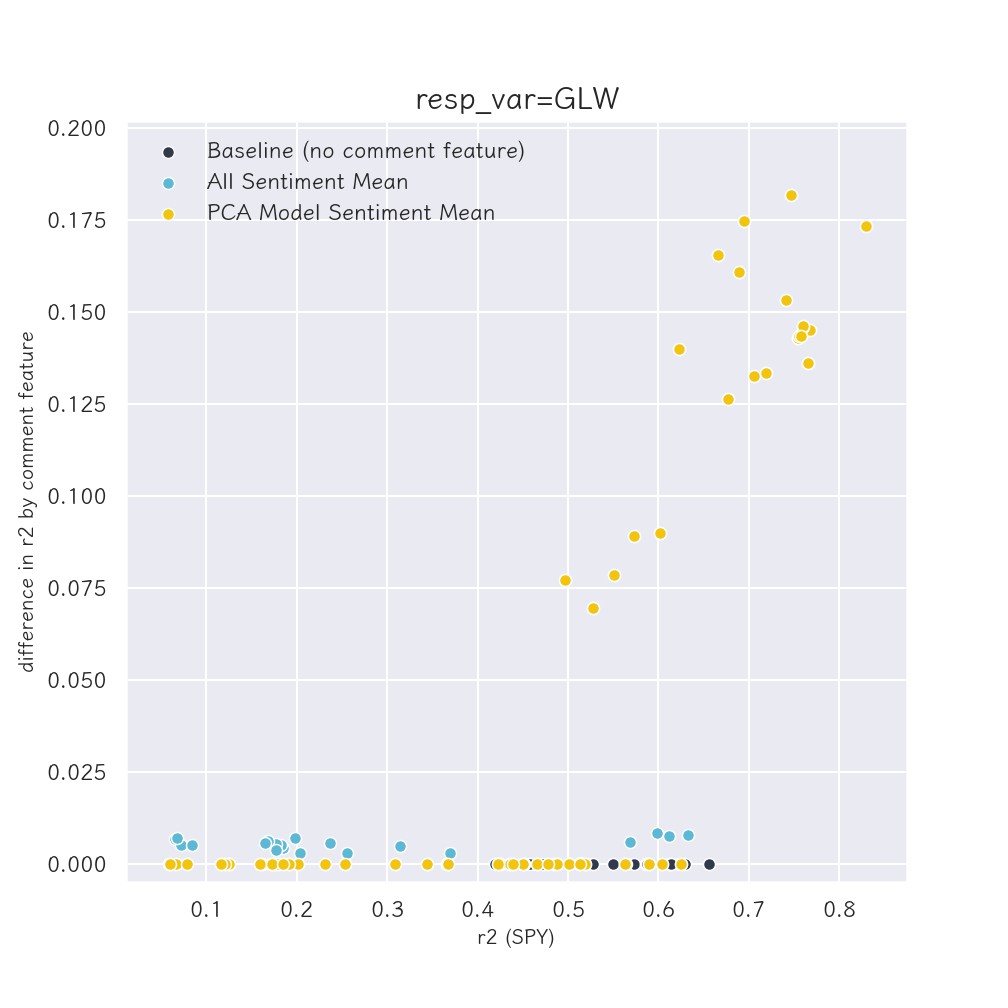 resp_var=GLW
Baseline (no comment feature)
All Sentiment Mean
PCA Model Sentiment Mean
difference in r2 by comment feature
0.200
0.175
0.150
0.125
0.100
0.075
0.050
0.025
0.000
0.1 0.2 0.3 0.4 0.5 0.6 0.7 0.8
r2 (SPY)